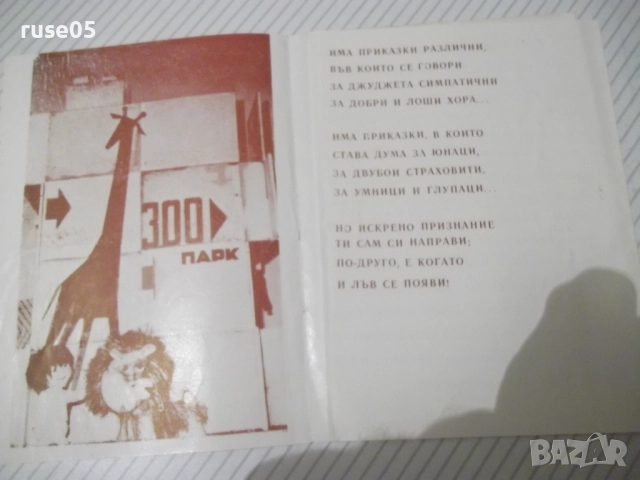 ruse05
ЗОО
ПАРК
ИМА ПРИКАЗКИ РАЗЛИЧНИ,
ВЪВ КОИТО СЕ ГОВОРИ
ЗА ДЖУДЖЕТА СИМПАТИЧНИ
ЗА ДОБРИ И ЛОШИ ХОРА...
ИМА ПРИКАЗКИ, В КОИТО
СТАВА ДУМА ЗА ЮНАЦИ,
ЗА ДВУБОИ СТРАХОВИТИ,
ЗА УМНИЦИ И ГЛУПАЦИ...
НО ИСКРЕНО ПРИЗНАНИЕ
ТИ САМ СИ НАПРАВИ:
ПО-ДРУГО, Е КОГАТО
И ЛЪВ СЕ ПОЯВИ!
BAZAR